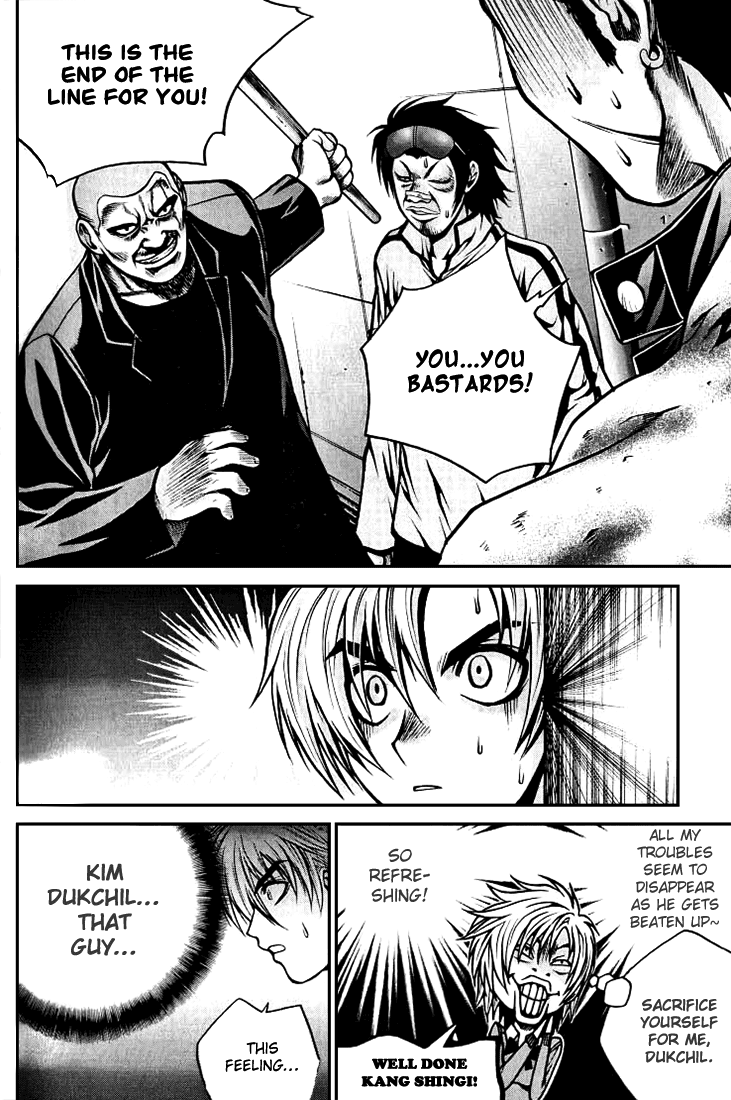 THIS IS THE
END OF THE
LINE FOR YOU!
YOU...YOU
BASTARDS!
KIM
DUKCHIL...
THAT
GUY...
THIS
FEELING...
SO
REFRE-
SHING!
ALL MY
TROUBLES
SEEM TO
DISAPPEAR
AS HE GETS
BEATEN UP~
SACRIFICE
YOURSELF
FOR ME,
DUKCHIL.
WELL DONE
KANG SHINGI!